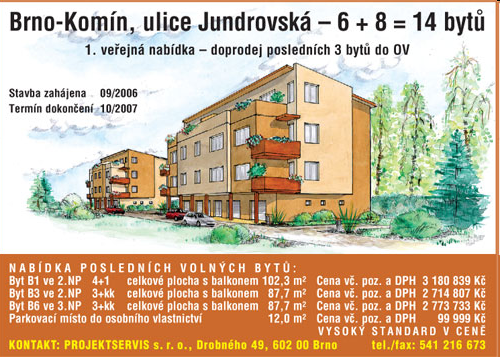 Brno-Komín, ulice Jundrovská – 6 + 8 = 14 bytů
1. veřejná nabídka – doprodej posledních 3 bytů do OV
Stavba zahájena 09/2006
Termín dokončení 10/2007
NABÍDKA POSLEDNÍCH VOLNÝCH BYTŮ:
Byt B1 ve 2.NP 4+1 celkové plocha s balkonem 102,3 m² Cena vč. poz. a DPH 3 180 839 Kč
Byt B3 ve 2.NP 3+kk celkové plocha s balkonem 87,7 m² Cena vč. poz. a DPH 2 714 807 Kč
Byt B6 ve 3.NP 3+kk celkové plocha s balkonem 87,7 m² Cena vč. poz. a DPH 2 773 733 Kč
Parkovací místo do osobního vlastnictví 12,0 m² Cena vč. poz. a DPH 99 999 Kč
VYSOKÝ STANDARD V CENĚ
KONTAKT: PROJEKTSERVIS s. r. o., Drobného 49, 602 00 Brno tel./fax: 541 216 673